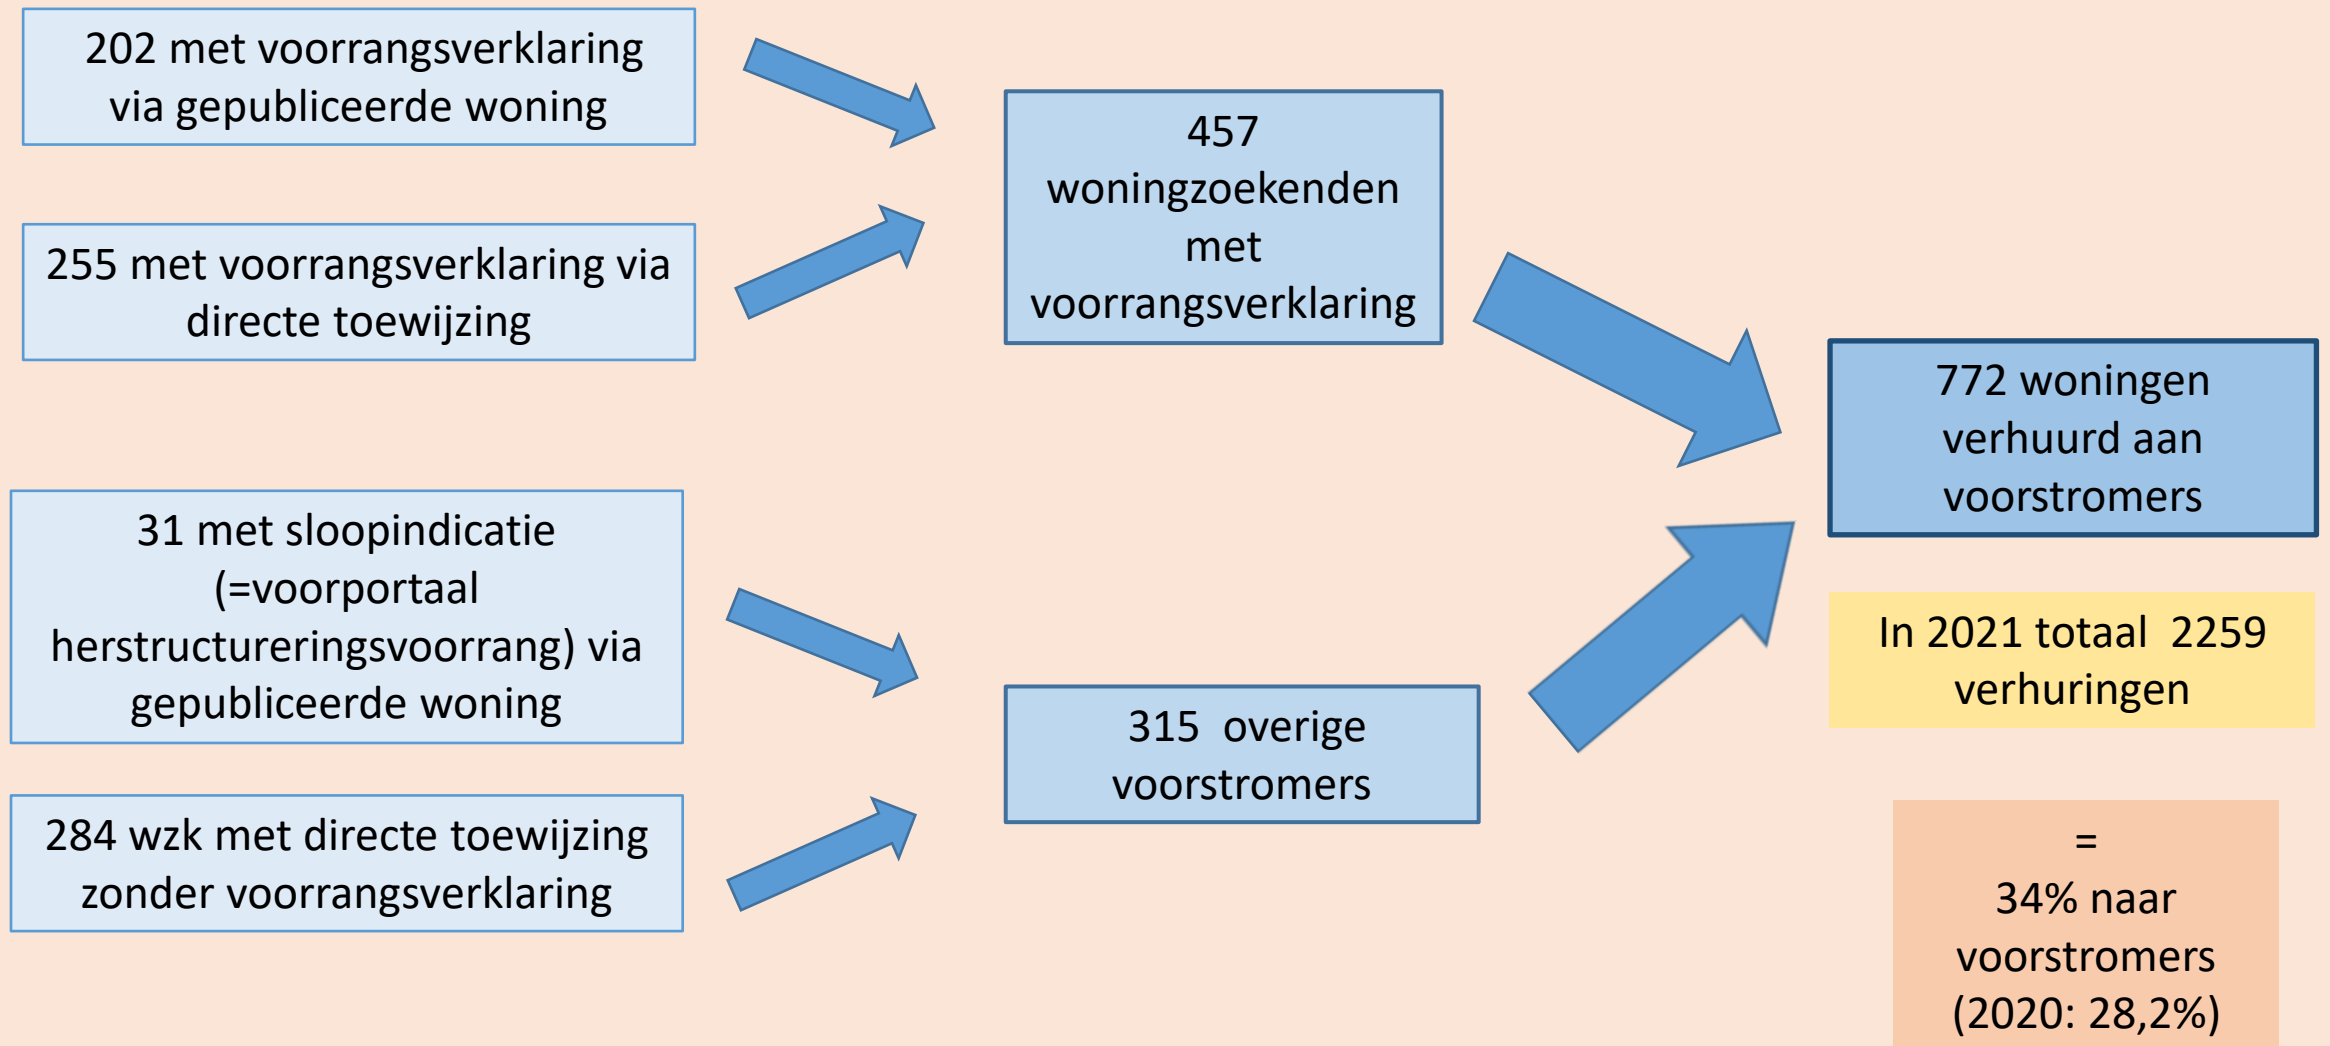 202 met voorrangsverklaring
via gepubliceerde woning
255 met voorrangsverklaring via
directe toewijzing
457
woningzoekenden
met
voorrangsverklaring
31 met sloopindicatie
(=voorportaal
herstructureringsvoorrang) via
gepubliceerde woning
284 wzk met directe toewijzing
zonder voorrangsverklaring
315 overige
voorstromers
772 woningen
verhuurd aan
voorstromers
In 2021 totaal 2259
verhuringen
=
34% naar
voorstromers
(2020: 28,2%)